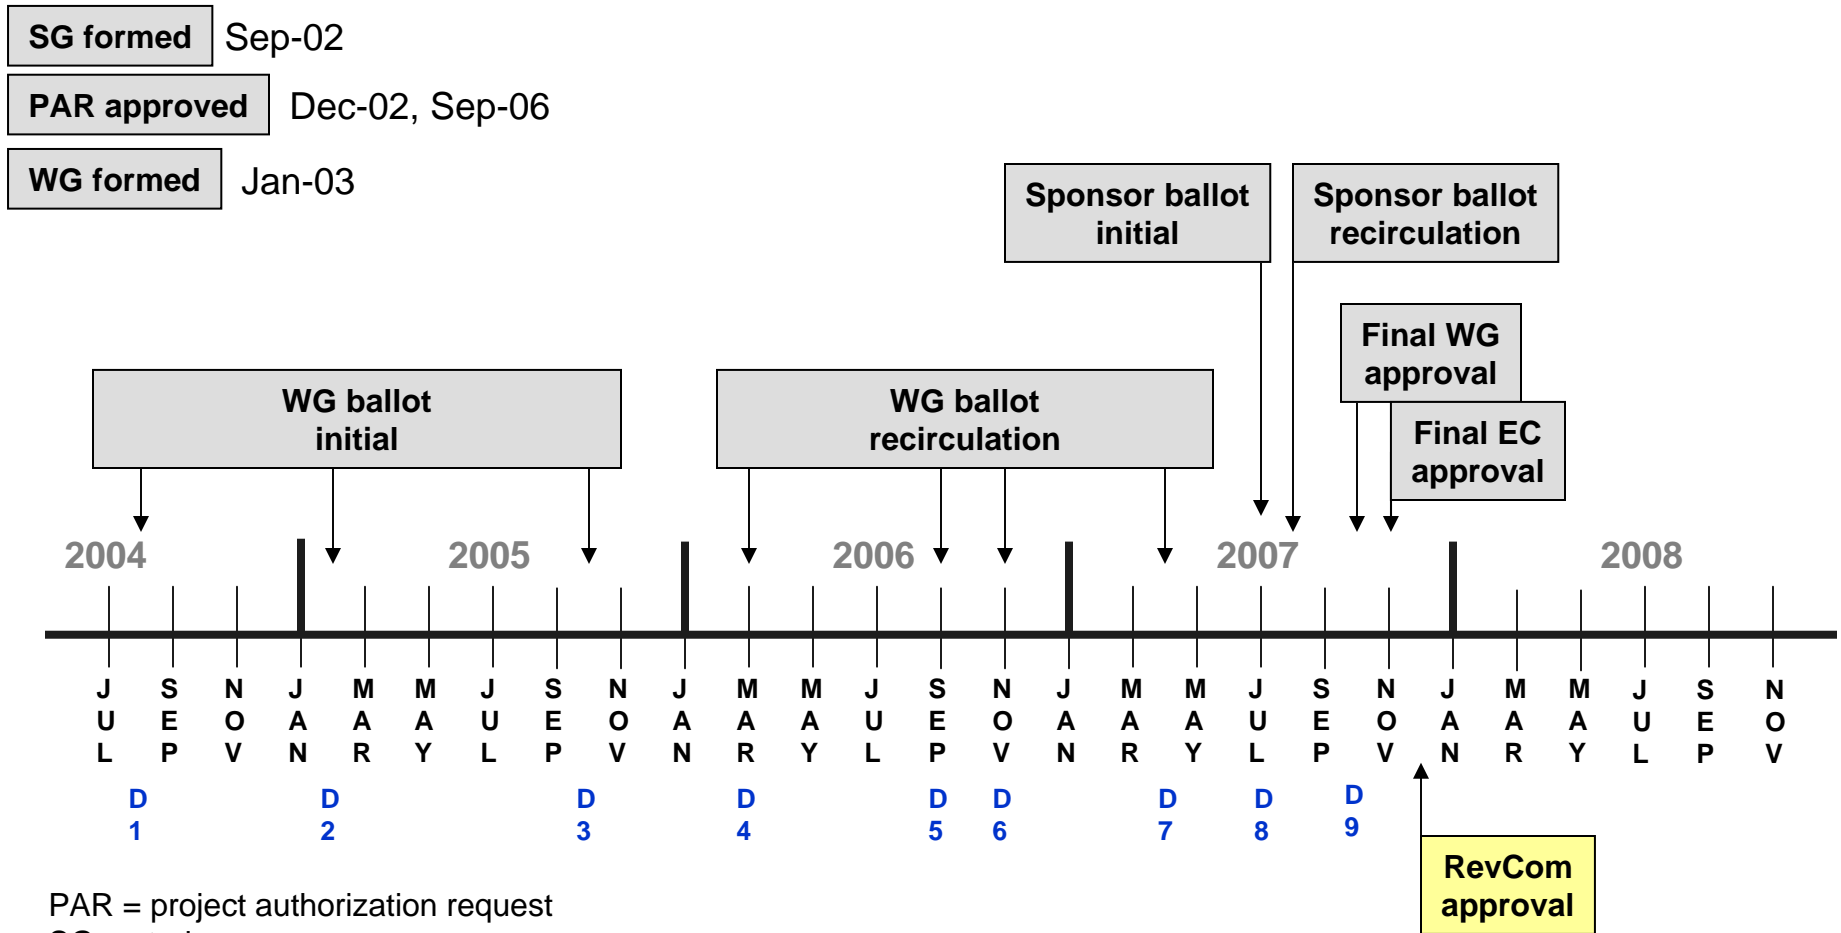 SG formed Sep-02
PAR approved Dec-02, Sep-06
WG formed Jan-03
Sponsor ballot
initial
Sponsor ballot
recirculation
Final WG
approval
Final EC
approval
WG ballot
initial
WG ballot
recirculation
2004 2005 2006 2007 2008
JUL SEP NOV JAN MAR MAY JUL SEP NOV JAN MAR MAY JUL SEP NOV JAN MAR MAY JUL SEP NOV JAN MAR MAY JUL SEP NOV
D1 D2 D3 D4 D5 D6 D7 D8 D9
RevCom
approval
PAR = project authorization request